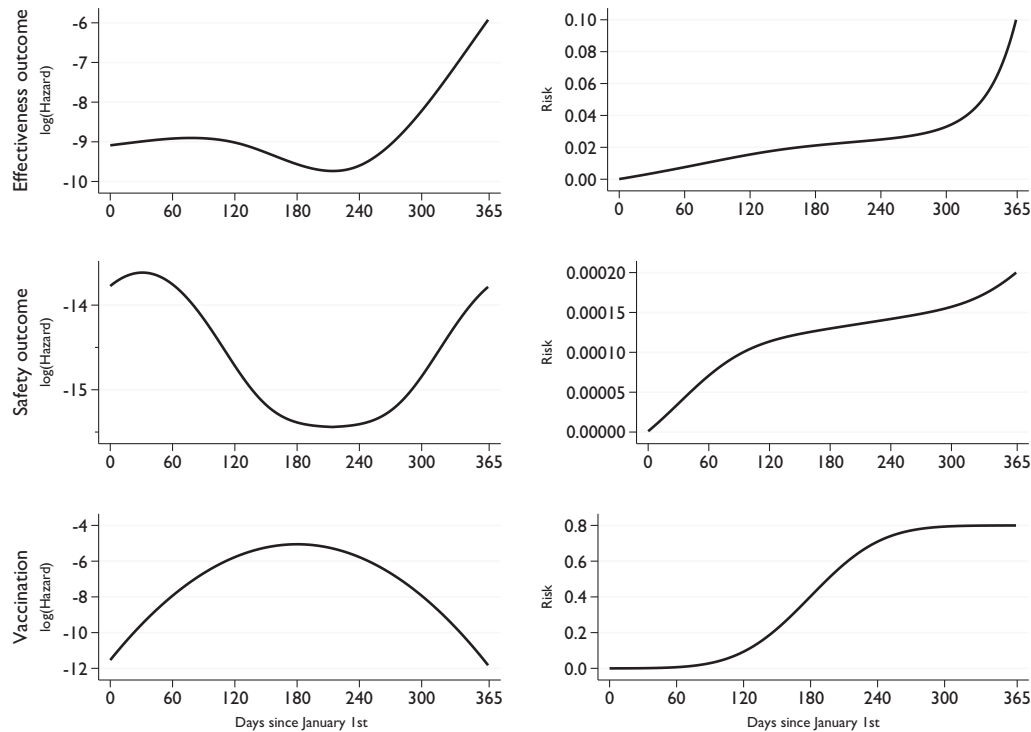 Effectiveness outcome
log(Hazard)
-6
-7
-8
-9
-10
0 60 120 180 240 300 365
Risk
0.10
0.08
0.06
0.04
0.02
0.00
0 60 120 180 240 300 365
Safety outcome
log(Hazard)
-14
-15
0 60 120 180 240 300 365
Risk
0.00020
0.00015
0.00010
0.00005
0.00000
0 60 120 180 240 300 365
Vaccination
log(Hazard)
-4
-6
-8
-10
-12
0 60 120 180 240 300 365
Days since January 1st
Risk
0.8
0.6
0.4
0.2
0.0
0 60 120 180 240 300 365
Days since January 1st